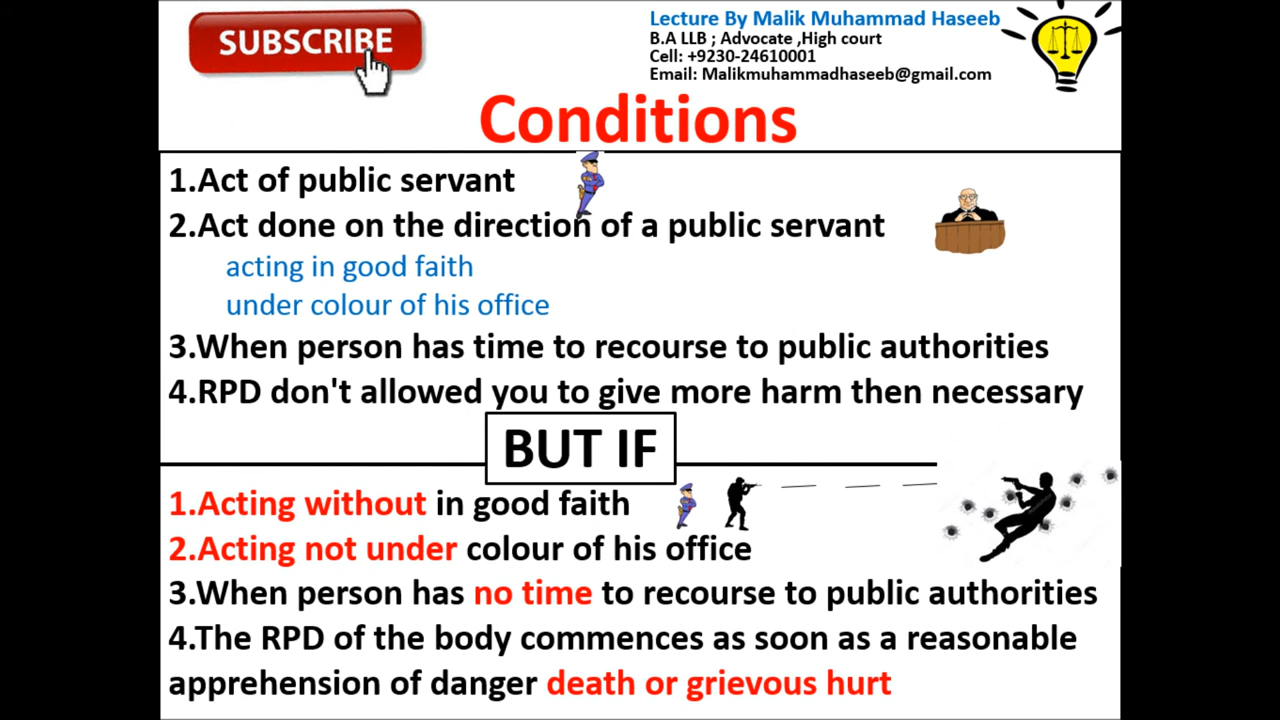 SUBSCRIBE
Lecture By Malik Muhammad Haseeb
B.A LLB ; Advocate ,High court
Cell: +9230-24610001
Email: Malikmuhammadhaseeb@gmail.com
Conditions
1.Act of public servant
2.Act done on the direction of a public servant
acting in good faith
under colour of his office
3.When person has time to recourse to public authorities
4.RPD don't allowed you to give more harm then necessary
BUT IF
1.Acting without in good faith
2.Acting not under colour of his office
3.When person has no time to recourse to public authorities
4.The RPD of the body commences as soon as a reasonable
apprehension of danger death or grievous hurt